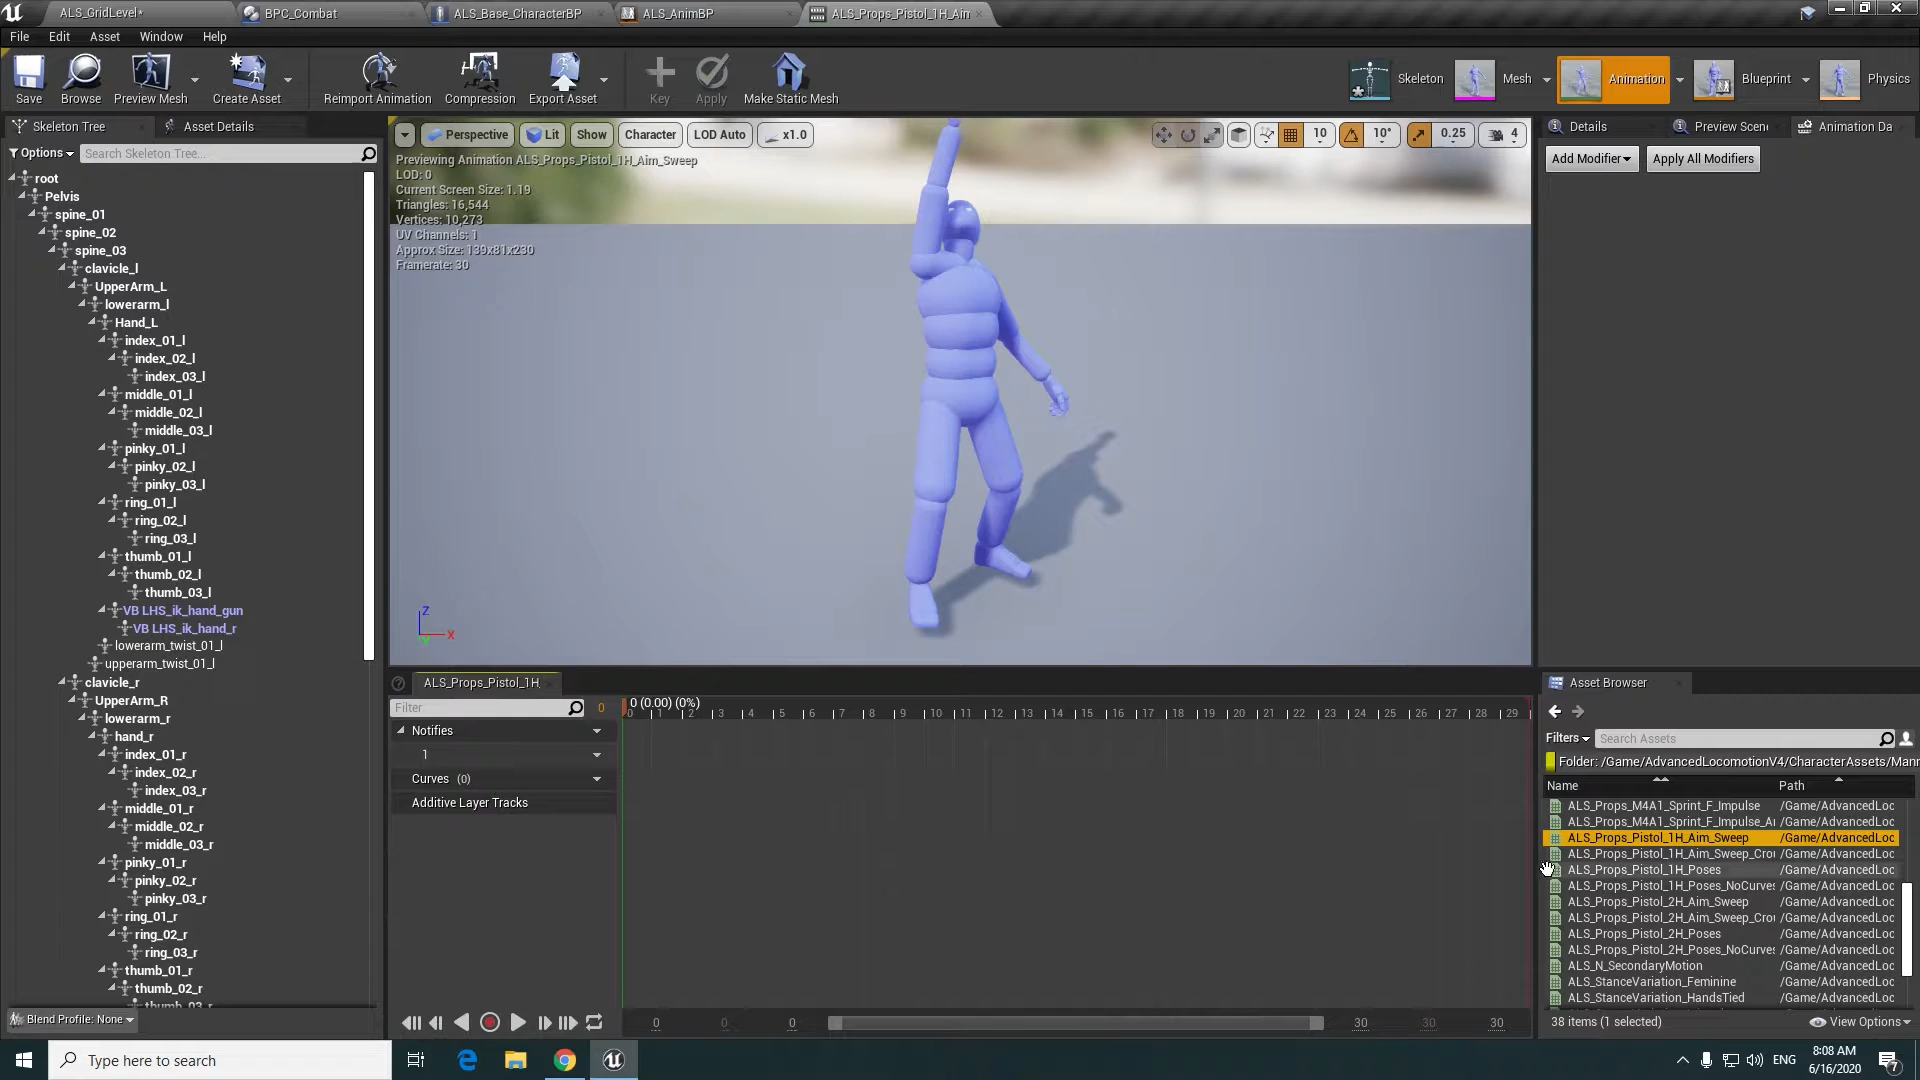 ALS_GridLevel*
BPC_Combat
ALS_Base_CharacterBP
ALS_AnimBP
ALS_Props_Pistol_1H_Aim
File Edit Asset Window Help
Save
Browse
Preview Mesh
Create Asset
Reimport Animation
Compression
Export Asset
Key
Apply
Make Static Mesh
Skeleton
Mesh
Animation
Blueprint
Physics
Skeleton Tree
Asset Details
Options
Search Skeleton Tree...
root
Pelvis
spine_01
spine_02
spine_03
clavicle_l
UpperArm_L
lowerarm_l
Hand_L
index_01_l
index_02_l
index_03_l
middle_01_l
middle_02_l
middle_03_l
pinky_01_l
pinky_02_l
pinky_03_l
ring_01_l
ring_02_l
ring_03_l
thumb_01_l
thumb_02_l
thumb_03_l
VB LHS_ik_hand_gun
VB LHS_ik_hand_r
lowerarm_twist_01_l
upperarm_twist_01_l
clavicle_r
UpperArm_R
lowerarm_r
hand_r
index_01_r
index_02_r
index_03_r
middle_01_r
middle_02_r
middle_03_r
pinky_01_r
pinky_02_r
pinky_03_r
ring_01_r
ring_02_r
ring_03_r
thumb_01_r
thumb_02_r
thumb_03_r
Blend Profile: None
Perspective
Lit
Show
Character
LOD Auto
x1.0
10
10°
0.25
4
Previewing Animation ALS_Props_Pistol_1H_Aim_Sweep
LOD: 0
Current Screen Size: 1.19
Triangles: 16,544
Vertices: 10,273
UV Channels: 1
Approx Size: 139x81x230
Framerate: 30
Z
X
Y
ALS_Props_Pistol_1H_
Filter
0
0 (0.00) (0%)
0 1 2 3 4 5 6 7 8 9 10 11 12 13 14 15 16 17 18 19 20 21 22 23 24 25 26 27 28 29
Notifies
1
Curves (0)
Additive Layer Tracks
0 0 0 30 30 30
Details
Preview Scen
Animation Da
Add Modifier
Apply All Modifiers
Asset Browser
Filters
Search Assets
Folder: /Game/AdvancedLocomotionV4/CharacterAssets/Mann
Name Path
ALS_Props_M4A1_Sprint_F_Impulse /Game/AdvancedLoc
ALS_Props_M4A1_Sprint_F_Impulse_A /Game/AdvancedLoc
ALS_Props_Pistol_1H_Aim_Sweep /Game/AdvancedLoc
ALS_Props_Pistol_1H_Aim_Sweep_Crou /Game/AdvancedLoc
ALS_Props_Pistol_1H_Poses /Game/AdvancedLoc
ALS_Props_Pistol_1H_Poses_NoCurves /Game/AdvancedLoc
ALS_Props_Pistol_2H_Aim_Sweep /Game/AdvancedLoc
ALS_Props_Pistol_2H_Aim_Sweep_Crou /Game/AdvancedLoc
ALS_Props_Pistol_2H_Poses /Game/AdvancedLoc
ALS_Props_Pistol_2H_Poses_NoCurves /Game/AdvancedLoc
ALS_N_SecondaryMotion /Game/AdvancedLoc
ALS_StanceVariation_Feminine /Game/AdvancedLoc
ALS_StanceVariation_HandsTied /Game/AdvancedLoc
38 items (1 selected)
View Options
Type here to search
ENG
8:08 AM
6/16/2020
7